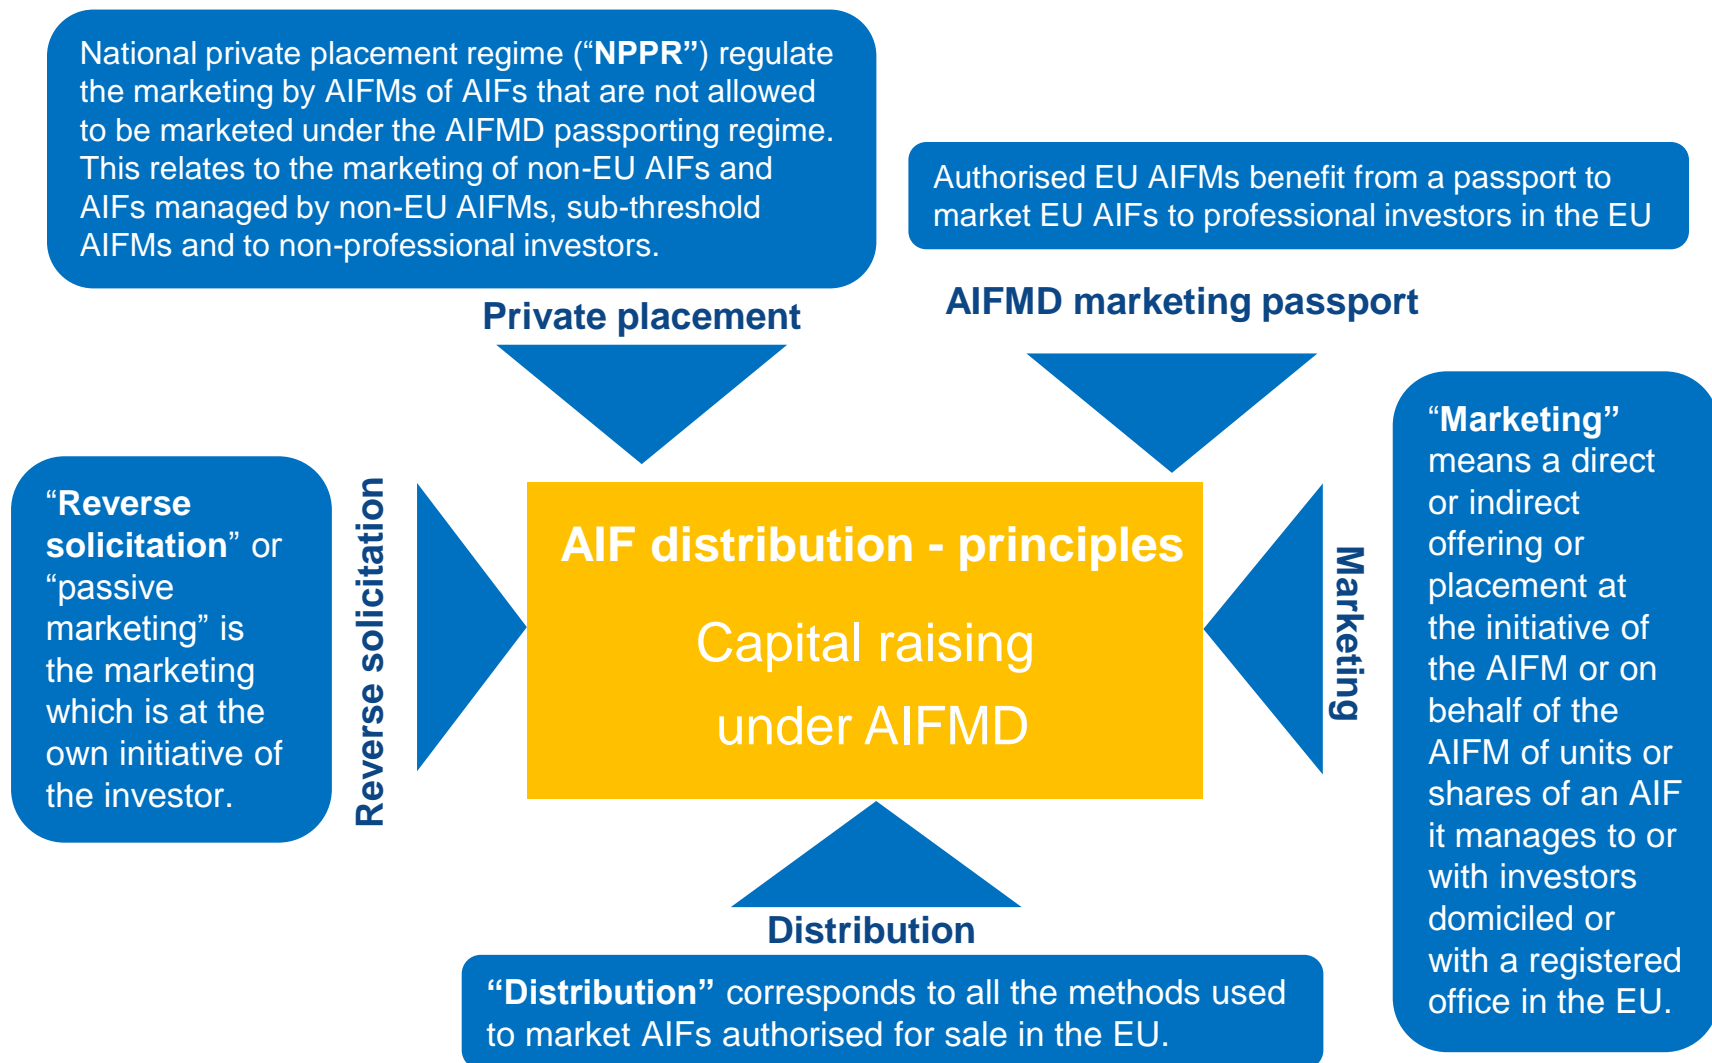 National private placement regime (“NPPR”) regulate
the marketing by AIFMs of AIFs that are not allowed
to be marketed under the AIFMD passporting regime.
This relates to the marketing of non-EU AIFs and
AIFs managed by non-EU AIFMs, sub-threshold
AIFMs and to non-professional investors.
Private placement
Authorised EU AIFMs benefit from a passport to
market EU AIFs to professional investors in the EU
AIFMD marketing passport
“Reverse
solicitation” or
“passive
marketing” is
the marketing
which is at the
own initiative of
the investor.
Reverse solicitation
AIF distribution - principles
Capital raising
under AIFMD
Marketing
“Marketing”
means a direct
or indirect
offering or
placement at
the initiative of
the AIFM or on
behalf of the
AIFM of units or
shares of an AIF
it manages to or
with investors
domiciled or
with a registered
office in the EU.
Distribution
“Distribution” corresponds to all the methods used
to market AIFs authorised for sale in the EU.